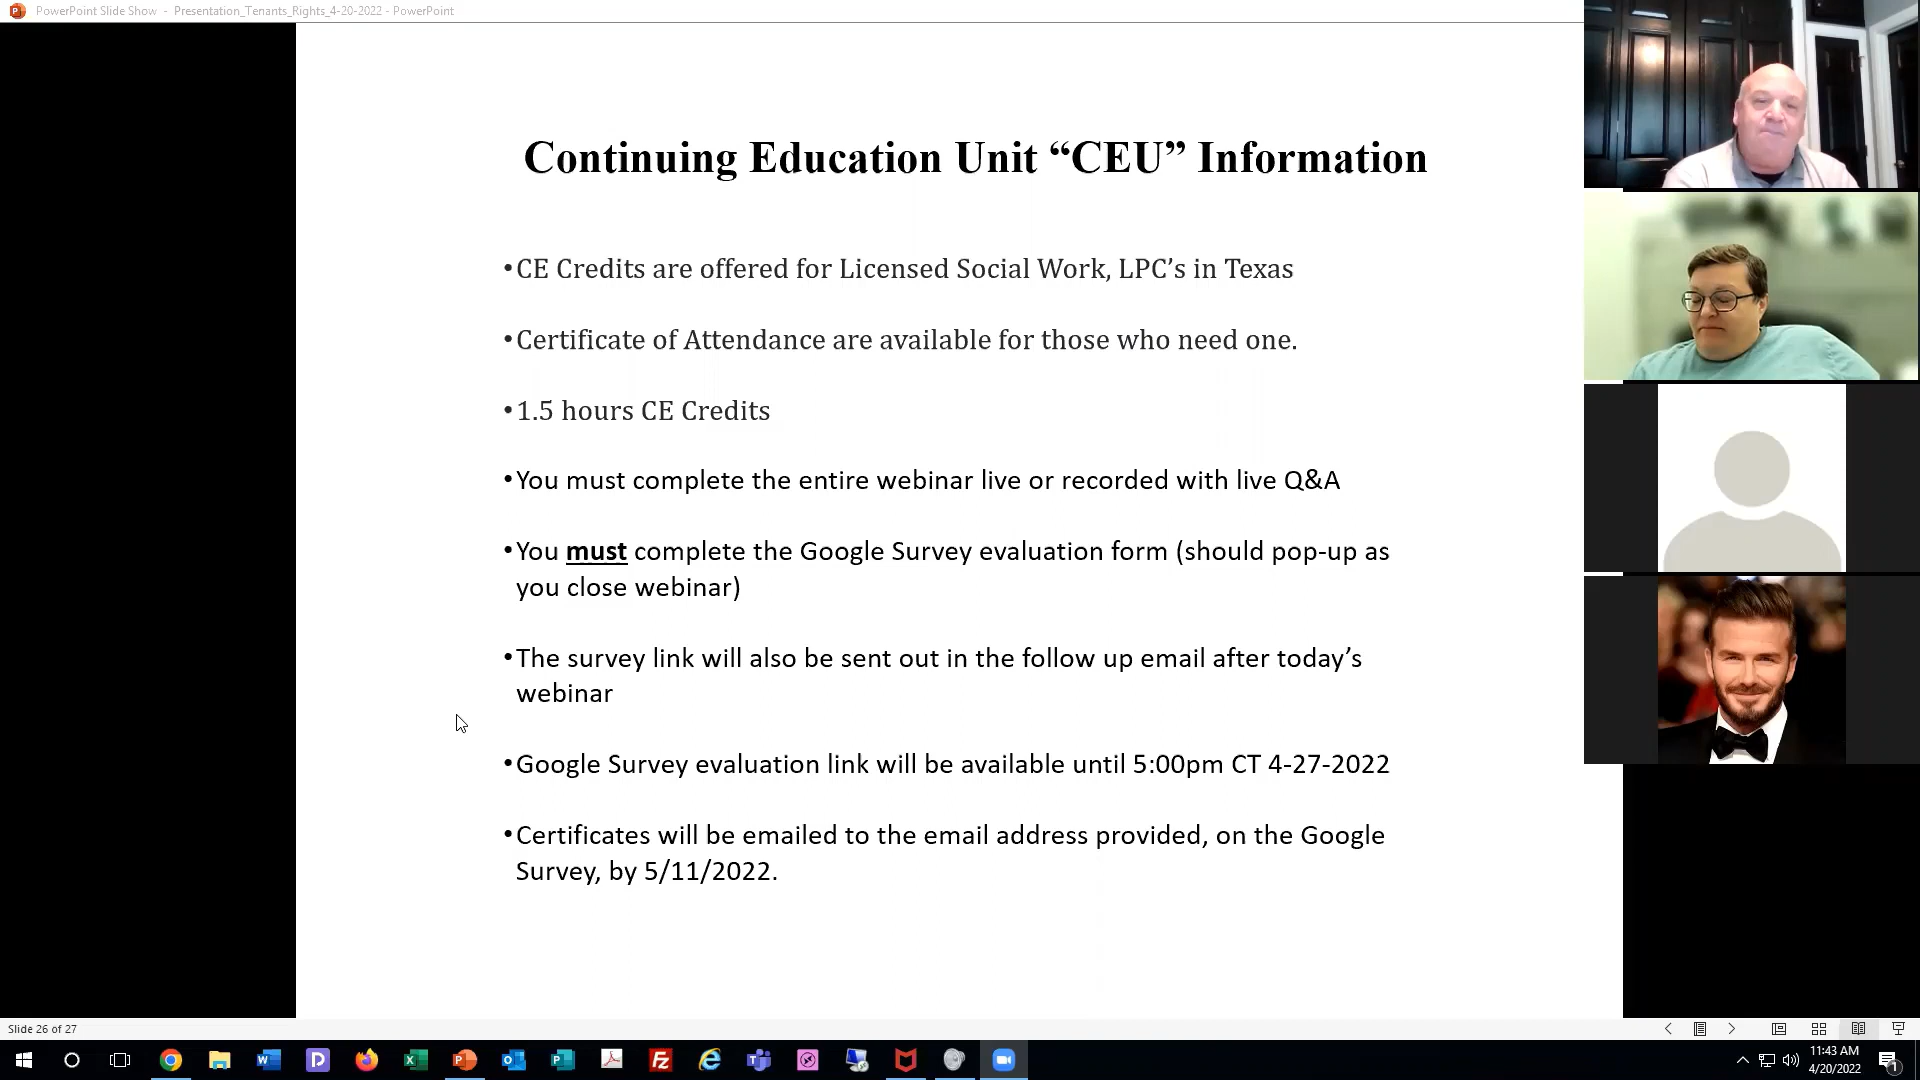 PowerPoint Slide Show - Presentation_Tenants_Rights_4-20-2022 - PowerPoint
Continuing Education Unit “CEU” Information
•CE Credits are offered for Licensed Social Work, LPC’s in Texas
•Certificate of Attendance are available for those who need one.
•1.5 hours CE Credits
•You must complete the entire webinar live or recorded with live Q&A
•You must complete the Google Survey evaluation form (should pop-up as
you close webinar)
•The survey link will also be sent out in the follow up email after today’s
webinar
•Google Survey evaluation link will be available until 5:00pm CT 4-27-2022
•Certificates will be emailed to the email address provided, on the Google
Survey, by 5/11/2022.
Slide 26 of 27
11:43 AM
4/20/2022
1